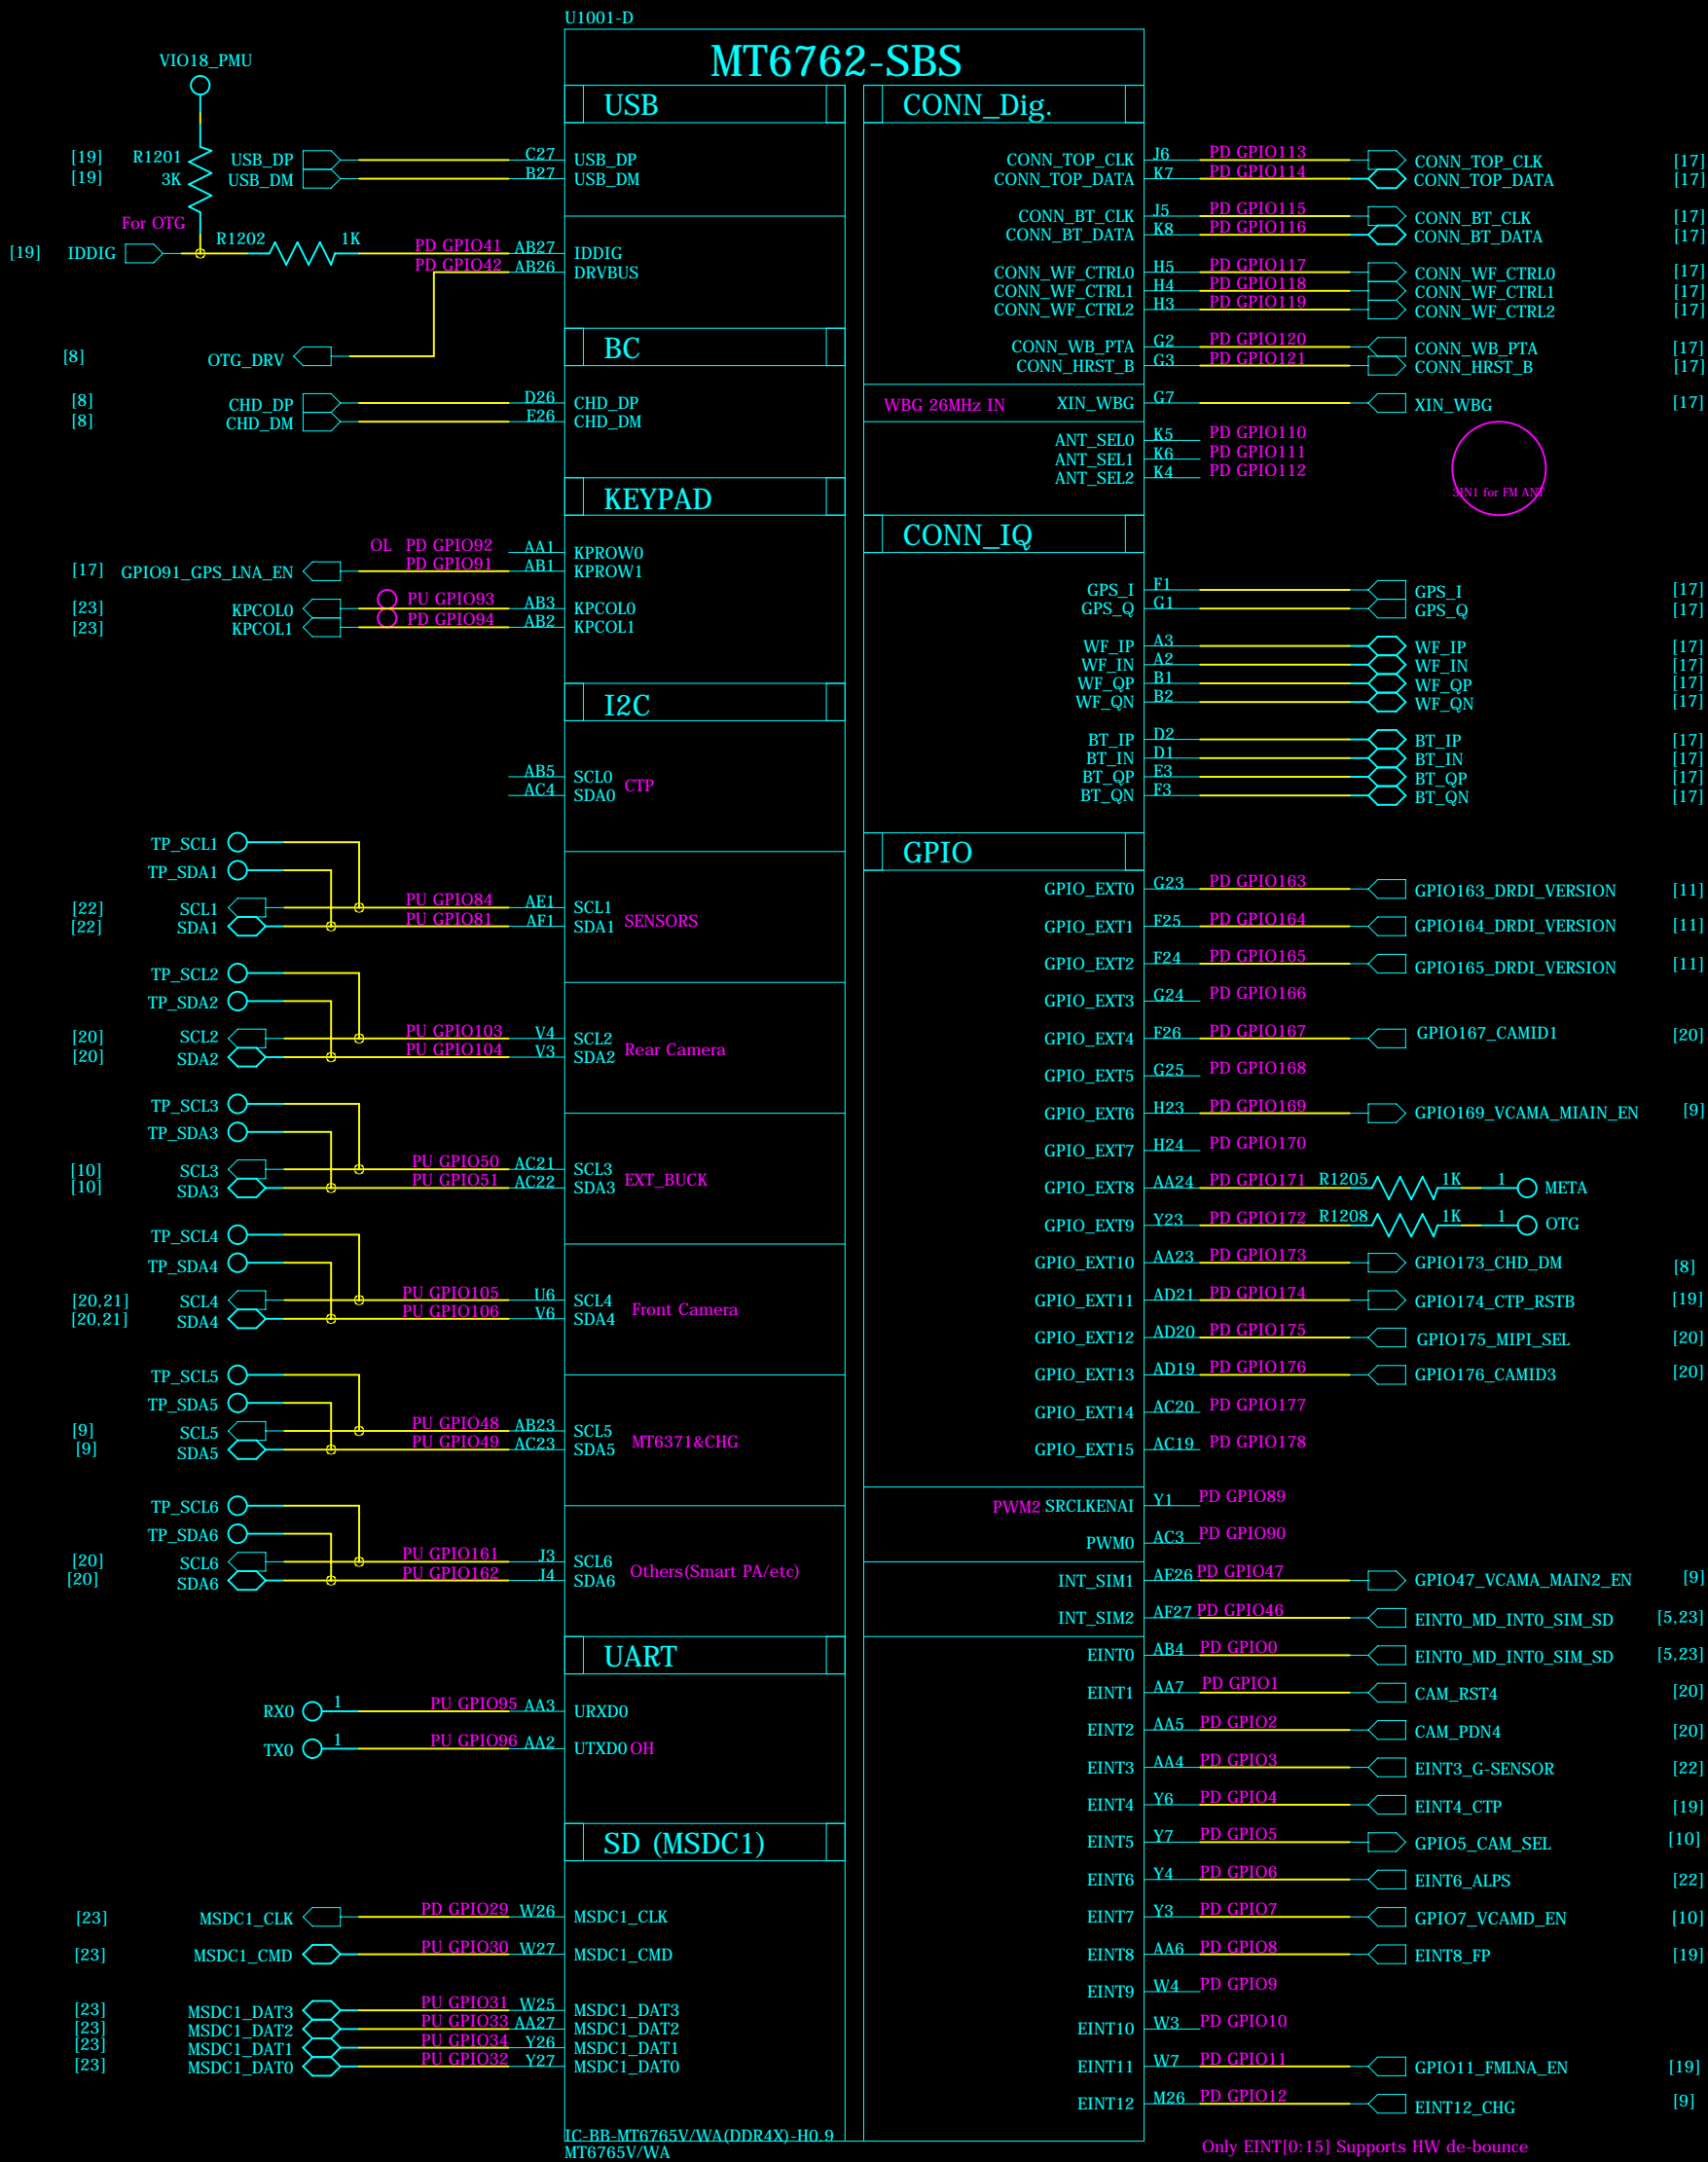 U1001-D
MT6762-SBS
VIO18_PMU
R1201
3K
For OTG
USB
[19] USB_DP C27 USB_DP
[19] USB_DM B27 USB_DM
[19] IDDIG R1202 1K PD GPIO41 AB27 IDDIG
PD GPIO42 AB26 DRVBUS
[8] OTG_DRV
BC
[8] CHD_DP D26 CHD_DP
[8] CHD_DM E26 CHD_DM
KEYPAD
OL PD GPIO92 AA1 KPROW0
[17] GPIO91_GPS_LNA_EN PD GPIO91 AB1 KPROW1
[23] KPCOL0 PU GPIO93 AB3 KPCOL0
[23] KPCOL1 PD GPIO94 AB2 KPCOL1
I2C
AB5 SCL0
CTP
AC4 SDA0
TP_SCL1
TP_SDA1
[22] SCL1 PU GPIO84 AE1 SCL1
[22] SDA1 PU GPIO81 AF1 SDA1
SENSORS
TP_SCL2
TP_SDA2
[20] SCL2 PU GPIO103 V4 SCL2
[20] SDA2 PU GPIO104 V3 SDA2
Rear Camera
TP_SCL3
TP_SDA3
[10] SCL3 PU GPIO50 AC21 SCL3
[10] SDA3 PU GPIO51 AC22 SDA3
EXT_BUCK
TP_SCL4
TP_SDA4
[20,21] SCL4 PU GPIO105 U6 SCL4
[20,21] SDA4 PU GPIO106 V6 SDA4
Front Camera
TP_SCL5
TP_SDA5
[9] SCL5 PU GPIO48 AB23 SCL5
[9] SDA5 PU GPIO49 AC23 SDA5
MT6371&CHG
TP_SCL6
TP_SDA6
[20] SCL6 PU GPIO161 J3 SCL6
[20] SDA6 PU GPIO162 J4 SDA6
Others(Smart PA/etc)
UART
RX0 1 PU GPIO95 AA3 URXD0
TX0 1 PU GPIO96 AA2 UTXD0 OH
SD (MSDC1)
[23] MSDC1_CLK PD GPIO29 W26 MSDC1_CLK
[23] MSDC1_CMD PU GPIO30 W27 MSDC1_CMD
[23] MSDC1_DAT3 PU GPIO31 W25 MSDC1_DAT3
[23] MSDC1_DAT2 PU GPIO33 AA27 MSDC1_DAT2
[23] MSDC1_DAT1 PU GPIO34 Y26 MSDC1_DAT1
[23] MSDC1_DAT0 PU GPIO32 Y27 MSDC1_DAT0
IC-BB-MT6765V/WA(DDR4X)-H0.9
MT6765V/WA
CONN_Dig.
CONN_TOP_CLK J6 PD GPIO113 CONN_TOP_CLK [17]
CONN_TOP_DATA K7 PD GPIO114 CONN_TOP_DATA [17]
CONN_BT_CLK J5 PD GPIO115 CONN_BT_CLK [17]
CONN_BT_DATA K8 PD GPIO116 CONN_BT_DATA [17]
CONN_WF_CTRL0 H5 PD GPIO117 CONN_WF_CTRL0 [17]
CONN_WF_CTRL1 H4 PD GPIO118 CONN_WF_CTRL1 [17]
CONN_WF_CTRL2 H3 PD GPIO119 CONN_WF_CTRL2 [17]
CONN_WB_PTA G2 PD GPIO120 CONN_WB_PTA [17]
CONN_HRST_B G3 PD GPIO121 CONN_HRST_B [17]
WBG 26MHz IN XIN_WBG G7 XIN_WBG [17]
ANT_SEL0 K5 PD GPIO110
ANT_SEL1 K6 PD GPIO111
ANT_SEL2 K4 PD GPIO112
3IN1 for FM ANT
CONN_IQ
GPS_I F1 GPS_I [17]
GPS_Q G1 GPS_Q [17]
WF_IP A3 WF_IP [17]
WF_IN A2 WF_IN [17]
WF_QP B1 WF_QP [17]
WF_QN B2 WF_QN [17]
BT_IP D2 BT_IP [17]
BT_IN D1 BT_IN [17]
BT_QP E3 BT_QP [17]
BT_QN F3 BT_QN [17]
GPIO
GPIO_EXT0 G23 PD GPIO163 GPIO163_DRDI_VERSION [11]
GPIO_EXT1 F25 PD GPIO164 GPIO164_DRDI_VERSION [11]
GPIO_EXT2 F24 PD GPIO165 GPIO165_DRDI_VERSION [11]
GPIO_EXT3 G24 PD GPIO166
GPIO_EXT4 F26 PD GPIO167 GPIO167_CAMID1 [20]
GPIO_EXT5 G25 PD GPIO168
GPIO_EXT6 H23 PD GPIO169 GPIO169_VCAMA_MIAIN_EN [9]
GPIO_EXT7 H24 PD GPIO170
GPIO_EXT8 AA24 PD GPIO171 R1205 1K 1 META
GPIO_EXT9 Y23 PD GPIO172 R1208 1K 1 OTG
GPIO_EXT10 AA23 PD GPIO173 GPIO173_CHD_DM [8]
GPIO_EXT11 AD21 PD GPIO174 GPIO174_CTP_RSTB [19]
GPIO_EXT12 AD20 PD GPIO175 GPIO175_MIPI_SEL [20]
GPIO_EXT13 AD19 PD GPIO176 GPIO176_CAMID3 [20]
GPIO_EXT14 AC20 PD GPIO177
GPIO_EXT15 AC19 PD GPIO178
PWM2 SRCLKENAI Y1 PD GPIO89
PWM0 AC3 PD GPIO90
INT_SIM1 AE26 PD GPIO47 GPIO47_VCAMA_MAIN2_EN [9]
INT_SIM2 AF27 PD GPIO46 EINT0_MD_INT0_SIM_SD [5,23]
EINT0 AB4 PD GPIO0 EINT0_MD_INT0_SIM_SD [5,23]
EINT1 AA7 PD GPIO1 CAM_RST4 [20]
EINT2 AA5 PD GPIO2 CAM_PDN4 [20]
EINT3 AA4 PD GPIO3 EINT3_G-SENSOR [22]
EINT4 Y6 PD GPIO4 EINT4_CTP [19]
EINT5 Y7 PD GPIO5 GPIO5_CAM_SEL [10]
EINT6 Y4 PD GPIO6 EINT6_ALPS [22]
EINT7 Y3 PD GPIO7 GPIO7_VCAMD_EN [10]
EINT8 AA6 PD GPIO8 EINT8_FP [19]
EINT9 W4 PD GPIO9
EINT10 W3 PD GPIO10
EINT11 W7 PD GPIO11 GPIO11_FMLNA_EN [19]
EINT12 M26 PD GPIO12 EINT12_CHG [9]
Only EINT[0:15] Supports HW de-bounce